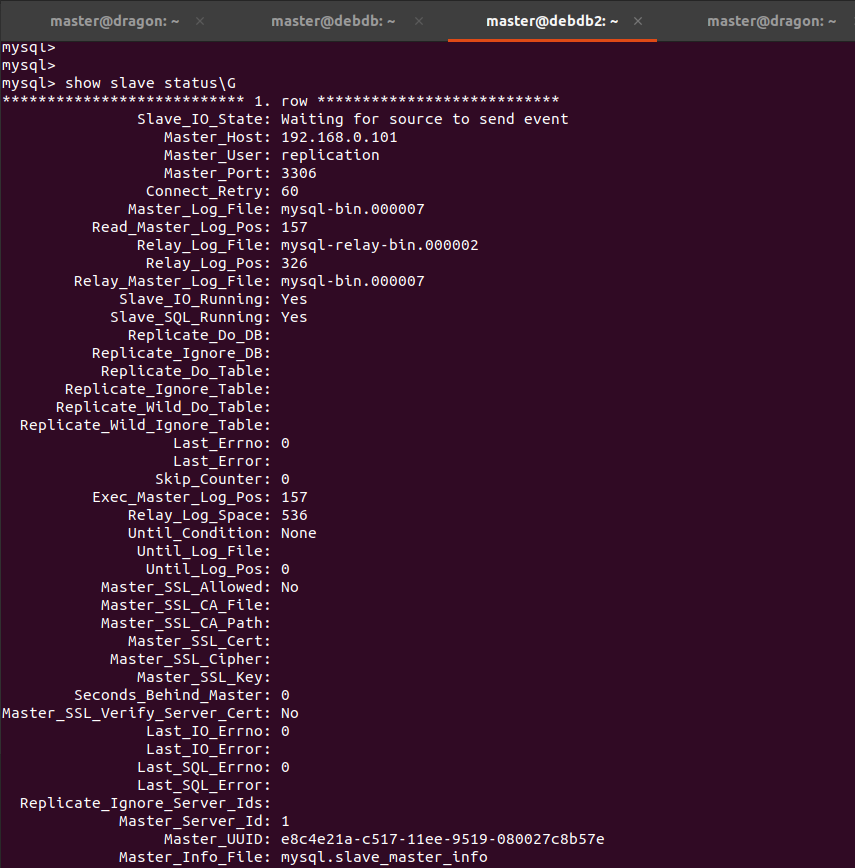 master@dragon: ~ × master@debdb: ~ × master@debdb2: ~ × master@dragon: ~
mysql>
mysql>
mysql> show slave status\G
*************************** 1. row ***************************
Slave_IO_State: Waiting for source to send event
Master_Host: 192.168.0.101
Master_User: replication
Master_Port: 3306
Connect_Retry: 60
Master_Log_File: mysql-bin.000007
Read_Master_Log_Pos: 157
Relay_Log_File: mysql-relay-bin.000002
Relay_Log_Pos: 326
Relay_Master_Log_File: mysql-bin.000007
Slave_IO_Running: Yes
Slave_SQL_Running: Yes
Replicate_Do_DB:
Replicate_Ignore_DB:
Replicate_Do_Table:
Replicate_Ignore_Table:
Replicate_Wild_Do_Table:
Replicate_Wild_Ignore_Table:
Last_Errno: 0
Last_Error:
Skip_Counter: 0
Exec_Master_Log_Pos: 157
Relay_Log_Space: 536
Until_Condition: None
Until_Log_File:
Until_Log_Pos: 0
Master_SSL_Allowed: No
Master_SSL_CA_File:
Master_SSL_CA_Path:
Master_SSL_Cert:
Master_SSL_Cipher:
Master_SSL_Key:
Seconds_Behind_Master: 0
Master_SSL_Verify_Server_Cert: No
Last_IO_Errno: 0
Last_IO_Error:
Last_SQL_Errno: 0
Last_SQL_Error:
Replicate_Ignore_Server_Ids:
Master_Server_Id: 1
Master_UUID: e8c4e21a-c517-11ee-9519-080027c8b57e
Master_Info_File: mysql.slave_master_info